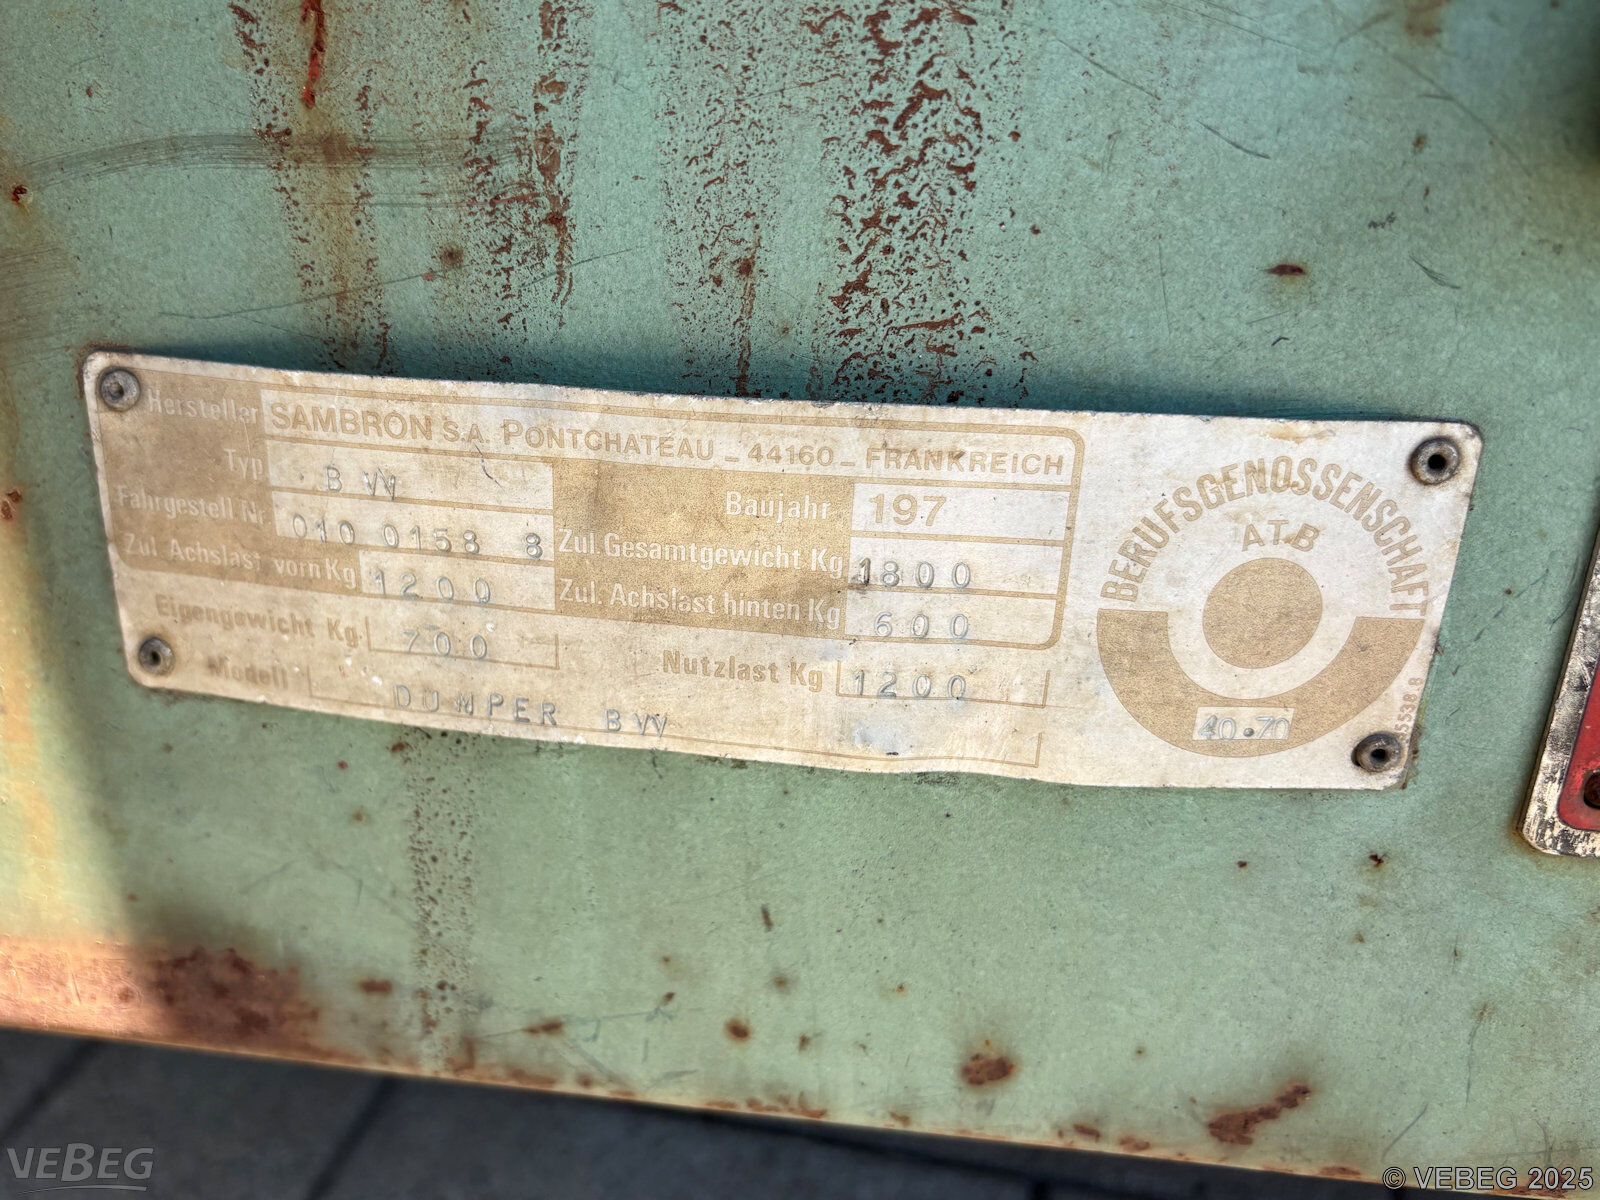 Hersteller SAMBRON S.A. PONTCHATEAU - 44160 - FRANKREICH
Typ B W
Baujahr 197
Fahrgestell Nr 010 0158 8
Zul. Gesamtgewicht Kg 1800
Zul. Achslast vorn Kg 1200
Zul. Achslast hinten Kg 600
Eigengewicht Kg 700
Nutzlast Kg 1200
Modell DUMPER B W
BERUFSGENOSSENSCHAFT
A.T.B
40.70
VEBEG
© VEBEG 2025